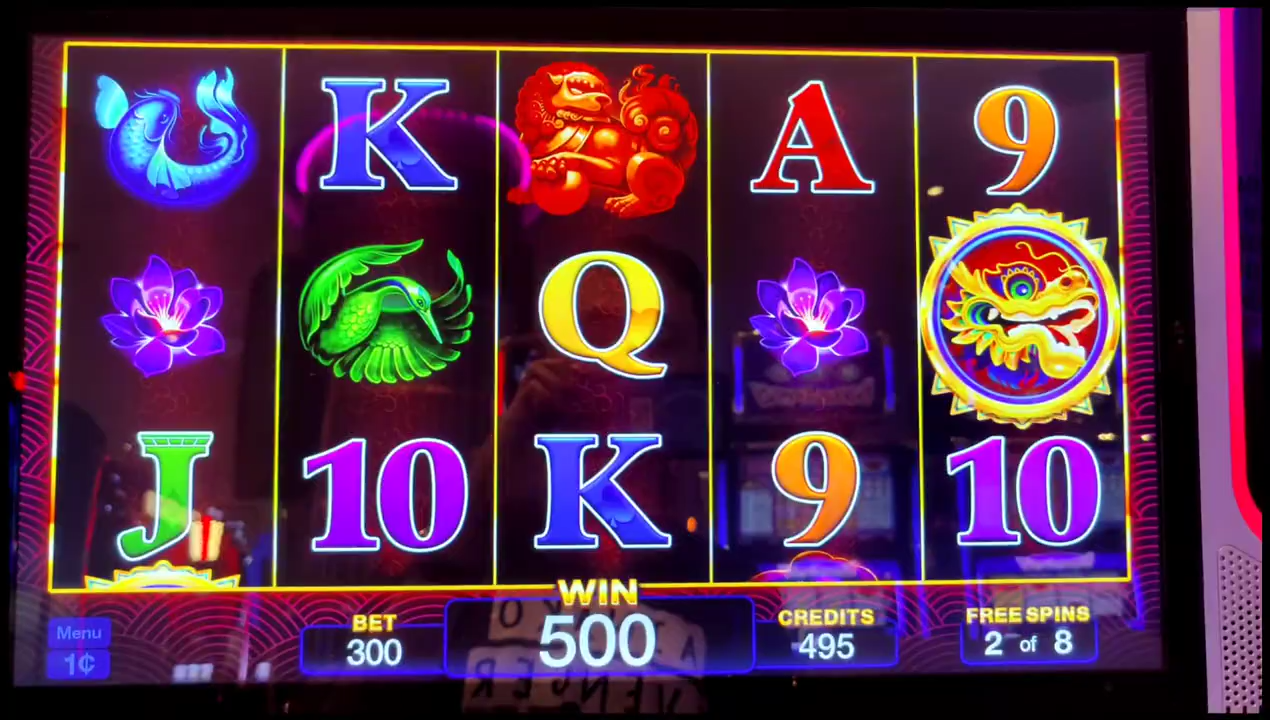 K A 9
Q
J 10 K 9 10
WIN
BET 500 CREDITS FREE SPINS
300 495 2 of 8
Menu
1¢